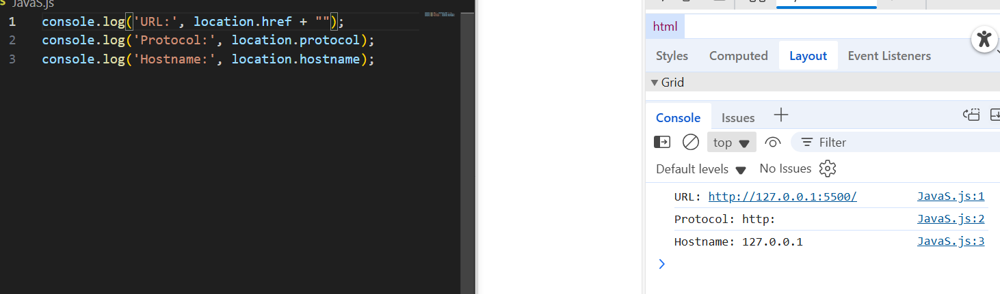 JavaS.js
1 console.log('URL:', location.href + "");
2 console.log('Protocol:', location.protocol);
3 console.log('Hostname:', location.hostname);
html
Styles Computed Layout Event Listeners
Grid
Console Issues
top Filter
Default levels No Issues
URL: http://127.0.0.1:5500/ JavaS.js:1
Protocol: http: JavaS.js:2
Hostname: 127.0.0.1 JavaS.js:3